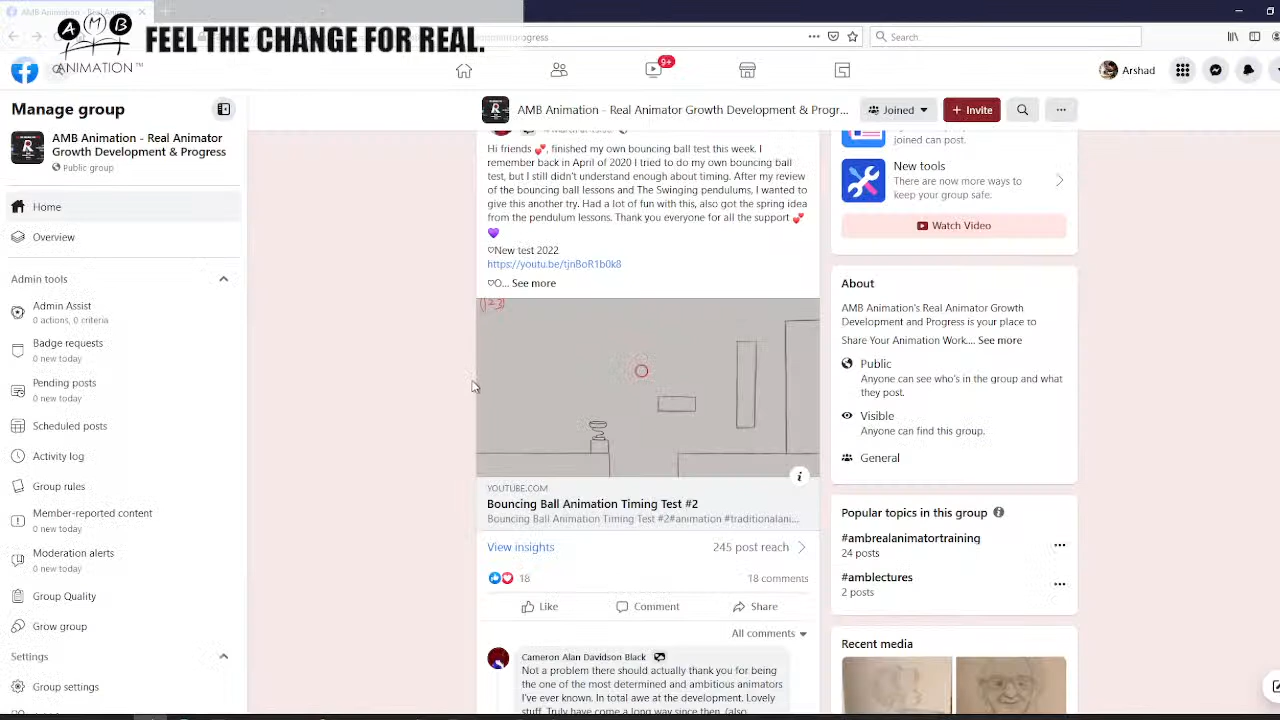 AMB Animation - Real Anima
AMB
ANIMATION™
FEEL THE CHANGE FOR REAL.
Search
9+
Arshad
Manage group
AMB Animation - Real Animator
Growth Development & Progress
Public group
Home
Overview
Admin tools
Admin Assist
0 actions, 0 criteria
Badge requests
0 new today
Pending posts
0 new today
Scheduled posts
Activity log
Group rules
Member-reported content
0 new today
Moderation alerts
0 new today
Group Quality
Grow group
Settings
Group settings
AMB Animation - Real Animator Growth Development & Progr...
Joined
+ Invite
Hi friends 💞, finished my own bouncing ball test this week. I
remember back in April of 2020 I tried to do my own bouncing ball
test, but I still didn't understand enough about timing. After my review
of the bouncing ball lessons and The Swinging pendulums, I wanted to
give this another try. Had a lot of fun with this, also got the spring idea
from the pendulum lessons. Thank you everyone for all the support 💞
💜
♡New test 2022
https://youtu.be/tjnBoR1b0k8
♡O... See more
(123)
YOUTUBE.COM
Bouncing Ball Animation Timing Test #2
Bouncing Ball Animation Timing Test #2#animation #traditionalani...
View insights
245 post reach
18
18 comments
Like
Comment
Share
All comments
Cameron Alan Davidson Black
Not a problem there should actually thank you for being
the one of the most determined and ambitious animators
I've ever known. In total awe at the development. Lovely
stuff. Truly have come a long way since then, (also
joined can post.
New tools
There are now more ways to
keep your group safe.
Watch Video
About
AMB Animation's Real Animator Growth
Development and Progress is your place to
Share Your Animation Work.... See more
Public
Anyone can see who's in the group and what
they post.
Visible
Anyone can find this group.
General
Popular topics in this group
#ambrealanimatortraining
24 posts
#amblectures
2 posts
Recent media